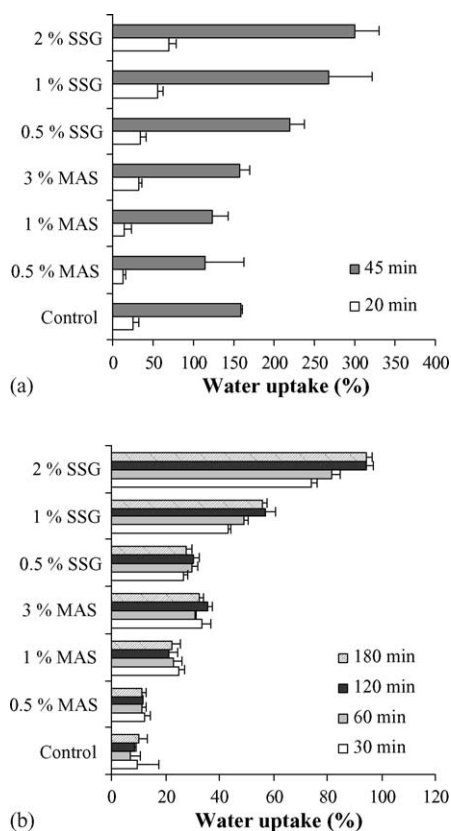 2 % SSG
1 % SSG
0.5 % SSG
3 % MAS
1 % MAS
0.5 % MAS
Control
45 min
20 min
0 50 100 150 200 250 300 350 400
(a) Water uptake (%)
2 % SSG
1 % SSG
0.5 % SSG
3 % MAS
1 % MAS
0.5 % MAS
Control
180 min
120 min
60 min
30 min
0 20 40 60 80 100 120
(b) Water uptake (%)